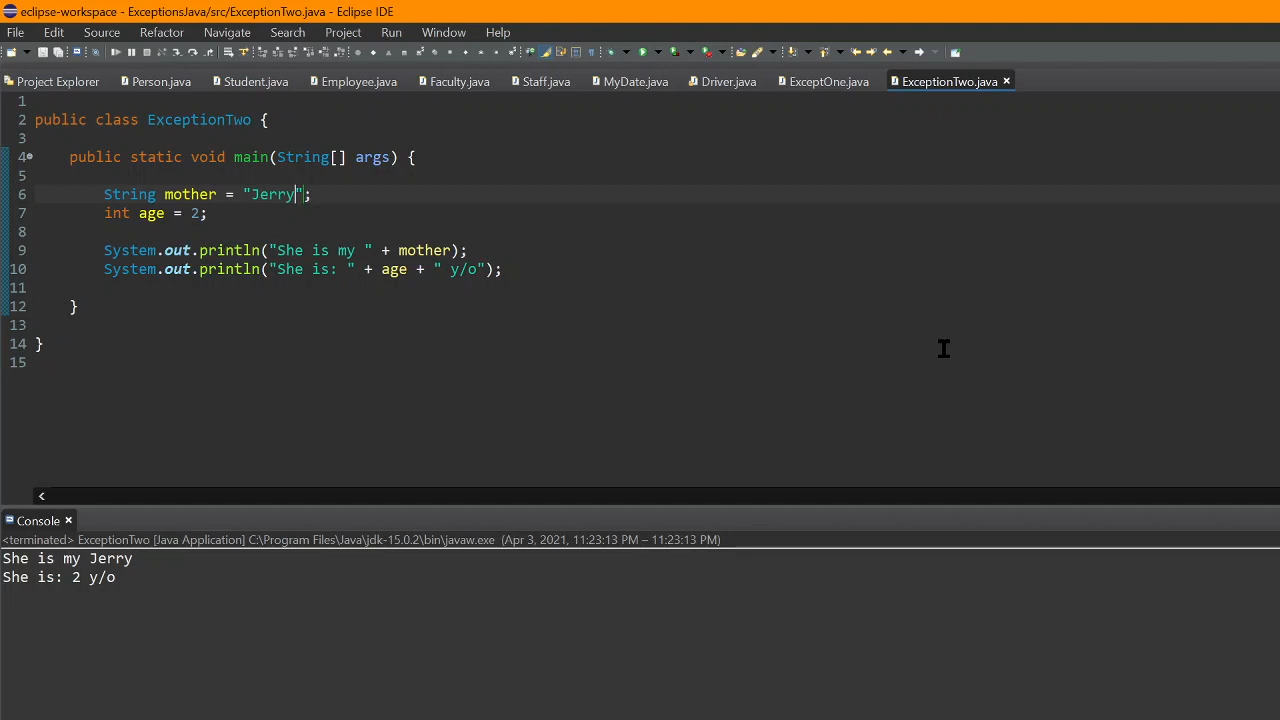 eclipse-workspace - ExceptionsJava/src/ExceptionTwo.java - Eclipse IDE
File Edit Source Refactor Navigate Search Project Run Window Help
Project Explorer Person.java Student.java Employee.java Faculty.java Staff.java MyDate.java Driver.java ExceptOne.java ExceptionTwo.java
1
2 public class ExceptionTwo {
3
4 public static void main(String[] args) {
5
6 String mother = "Jerry";
7 int age = 2;
8
9 System.out.println("She is my " + mother);
10 System.out.println("She is: " + age + " y/o");
11
12 }
13
14 }
15
Console
<terminated> ExceptionTwo [Java Application] C:\Program Files\Java\jdk-15.0.2\bin\javaw.exe (Apr 3, 2021, 11:23:13 PM – 11:23:13 PM)
She is my Jerry
She is: 2 y/o